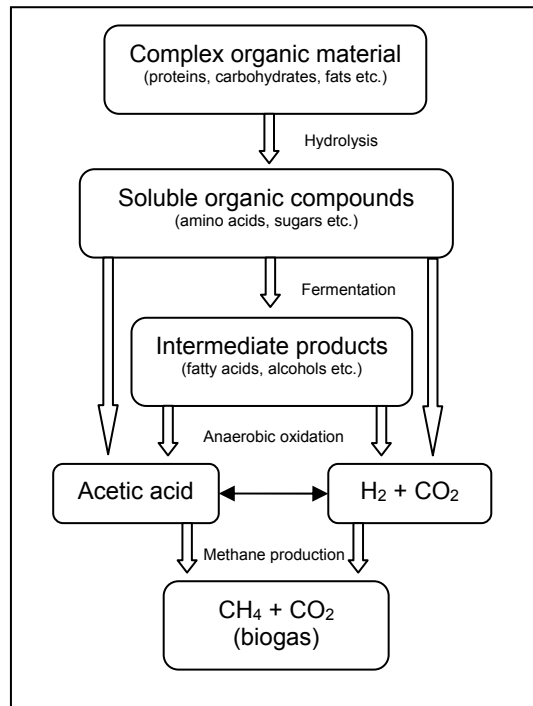 Complex organic material
(proteins, carbohydrates, fats etc.)
Hydrolysis
Soluble organic compounds
(amino acids, sugars etc.)
Fermentation
Intermediate products
(fatty acids, alcohols etc.)
Anaerobic oxidation
Acetic acid
H₂ + CO₂
Methane production
CH₄ + CO₂
(biogas)